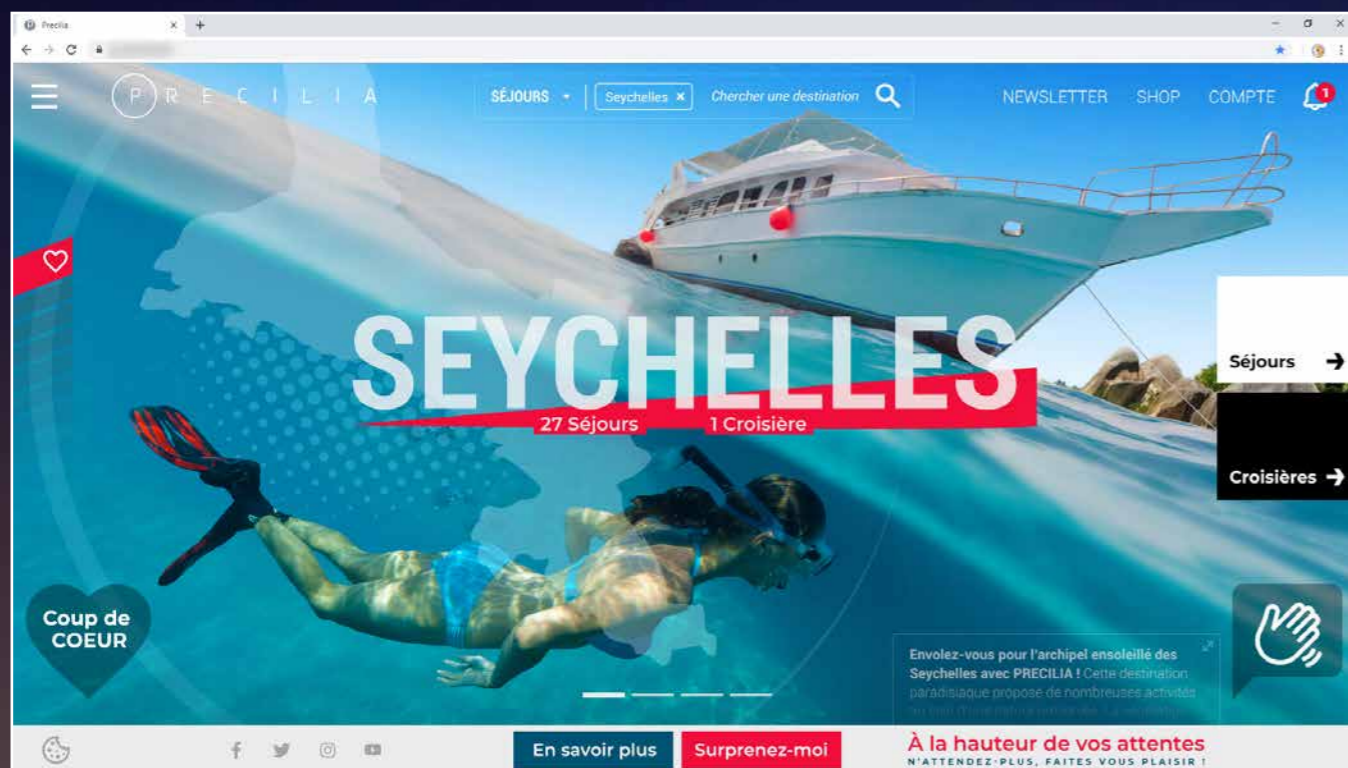 Precilia
PRECILIA
SÉJOURS
Seychelles
Chercher une destination
NEWSLETTER
SHOP
COMPTE
1
SEYCHELLES
27 Séjours
1 Croisière
Séjours
Croisières
Coup de
COEUR
Envolez-vous pour l'archipel ensoleillé des
Seychelles avec PRECILIA ! Cette destination
paradisiaque propose de nombreuses activités
En savoir plus
Surprenez-moi
À la hauteur de vos attentes
N'ATTENDEZ-PLUS, FAITES VOUS PLAISIR !